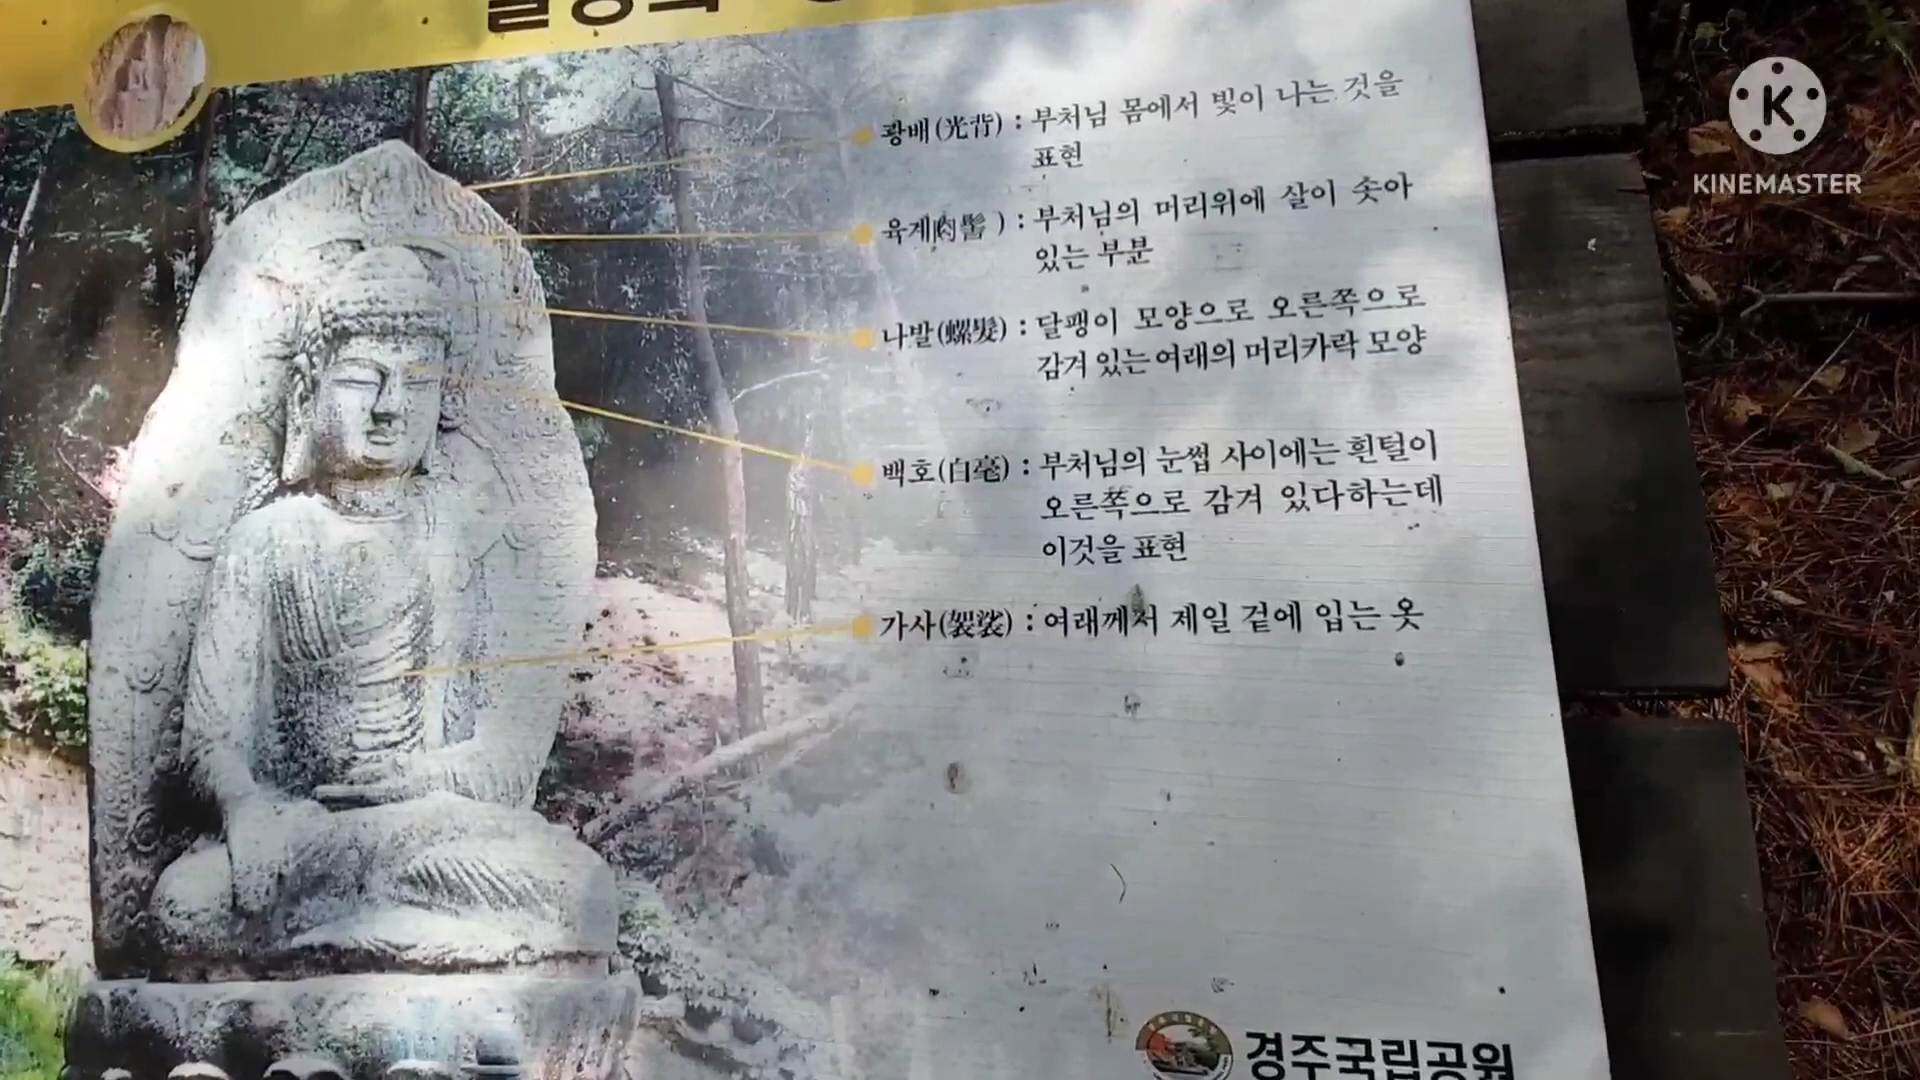 광배(光背) : 부처님 몸에서 빛이 나는 것을
표현
육계肉髻 ) : 부처님의 머리위에 살이 솟아
있는 부분
나발(螺髮) : 달팽이 모양으로 오른쪽으로
감겨 있는 여래의 머리카락 모양
백호(白毫) : 부처님의 눈썹 사이에는 흰털이
오른쪽으로 감겨 있다하는데
이것을 표현
가사(袈裟) : 여래께서 제일 겉에 입는 옷
경주국립공원
K
KINEMASTER